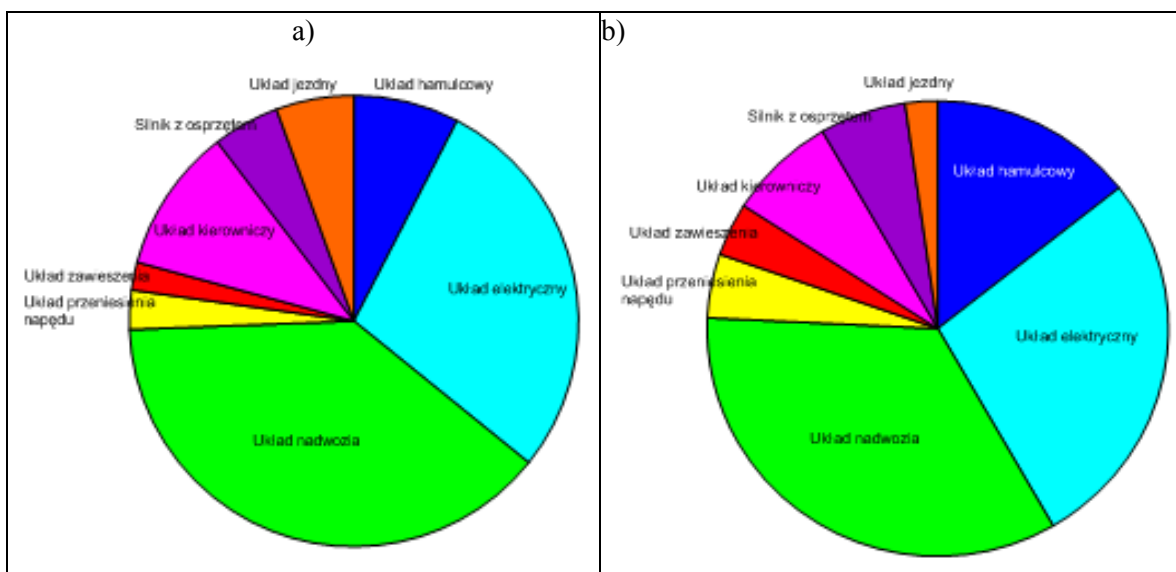 a)
Układ jezdny
Układ hamulcowy
Silnik z osprzętem
Układ kierowniczy
Układ elektryczny
Układ zawieszenia
Układ przeniesienia
napędu
Układ nadwozia
b)
Układ jezdny
Silnik z osprzętem
Układ hamulcowy
Układ kierowniczy
Układ zawieszenia
Układ przeniesienia
napędu
Układ elektryczny
Układ nadwozia